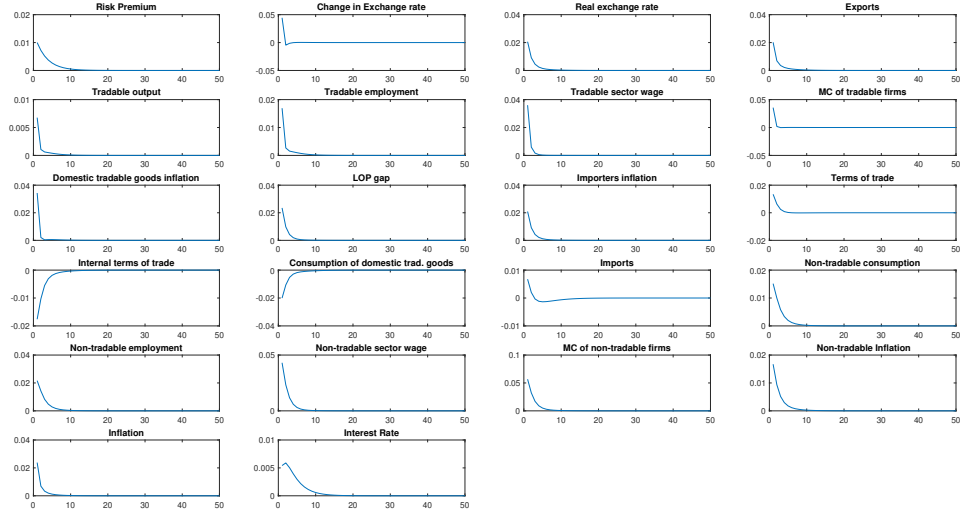 Risk Premium
0.02
0.01
0
0 10 20 30 40 50
Change in Exchange rate
0.05
0
-0.05
0 10 20 30 40 50
Real exchange rate
0.04
0.02
0
0 10 20 30 40 50
Exports
0.04
0.02
0
0 10 20 30 40 50
Tradable output
0.01
0.005
0
0 10 20 30 40 50
Tradable employment
0.02
0.01
0
0 10 20 30 40 50
Tradable sector wage
0.04
0.02
0
0 10 20 30 40 50
MC of tradable firms
0.05
0
-0.05
0 10 20 30 40 50
Domestic tradable goods inflation
0.04
0.02
0
0 10 20 30 40 50
LOP gap
0.04
0.02
0
0 10 20 30 40 50
Importers inflation
0.04
0.02
0
0 10 20 30 40 50
Terms of trade
0.02
0
-0.02
0 10 20 30 40 50
Internal terms of trade
0
-0.01
-0.02
0 10 20 30 40 50
Consumption of domestic trad. goods
0
-0.02
-0.04
0 10 20 30 40 50
Imports
0.01
0
-0.01
0 10 20 30 40 50
Non-tradable consumption
0.02
0.01
0
0 10 20 30 40 50
Non-tradable employment
0.04
0.02
0
0 10 20 30 40 50
Non-tradable sector wage
0.05
0
0 10 20 30 40 50
MC of non-tradable firms
0.1
0.05
0
0 10 20 30 40 50
Non-tradable Inflation
0.02
0.01
0
0 10 20 30 40 50
Inflation
0.04
0.02
0
0 10 20 30 40 50
Interest Rate
0.01
0.005
0
0 10 20 30 40 50